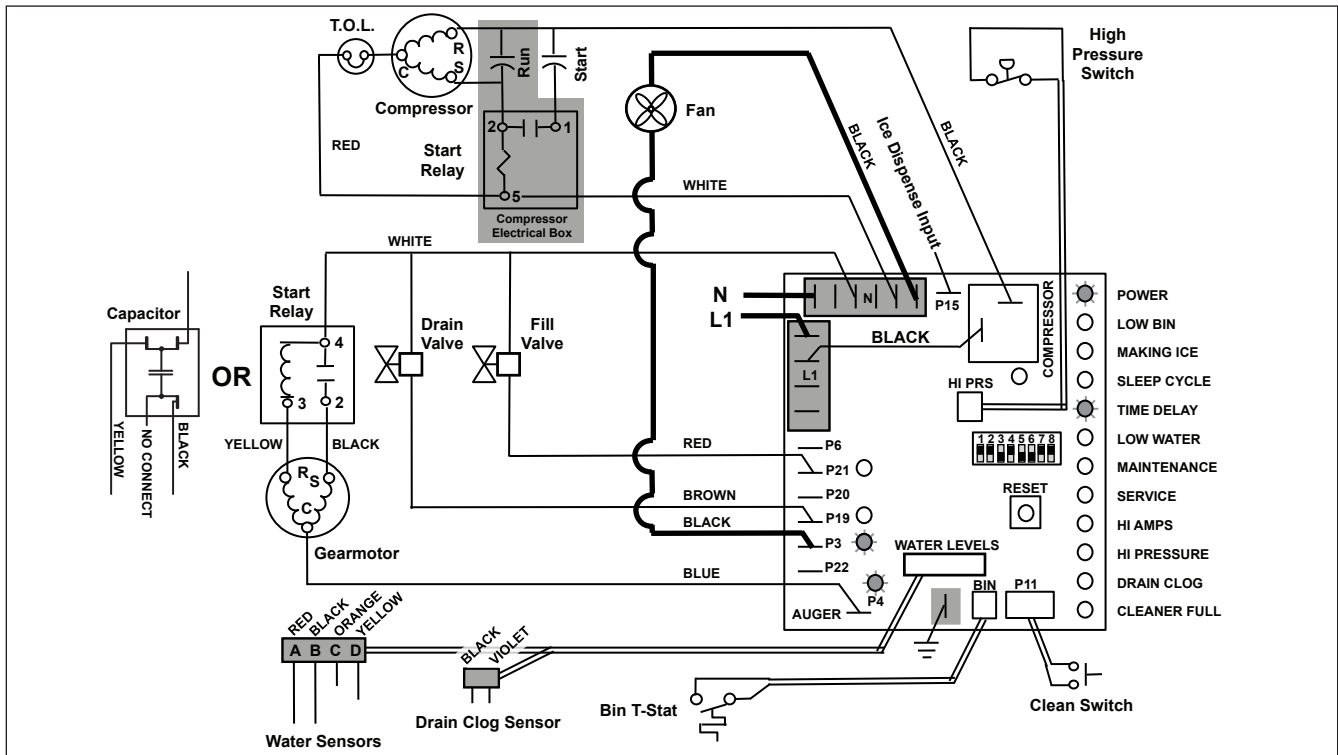 T.O.L.
R
S
C
Compressor
Run
Start
RED
2
1
Start
Relay
5
Compressor
Electrical Box
WHITE
Fan
BLACK
Ice Dispense Input
BLACK
High
Pressure
Switch
WHITE
Capacitor
YELLOW
NO CONNECT
BLACK
OR
Start
Relay
4
3
2
YELLOW
BLACK
R
S
C
Gearmotor
Drain
Valve
Fill
Valve
N
L1
N
P15
L1
BLACK
COMPRESSOR
HI PRS
1 2 3 4 5 6 7 8
RESET
RED
P6
P21
P20
BROWN
P19
BLACK
P3
P22
BLUE
P4
AUGER
WATER LEVELS
BIN
P11
POWER
LOW BIN
MAKING ICE
SLEEP CYCLE
TIME DELAY
LOW WATER
MAINTENANCE
SERVICE
HI AMPS
HI PRESSURE
DRAIN CLOG
CLEANER FULL
RED
BLACK
ORANGE
YELLOW
A B C D
Water Sensors
BLACK
VIOLET
Drain Clog Sensor
Bin T-Stat
Clean Switch